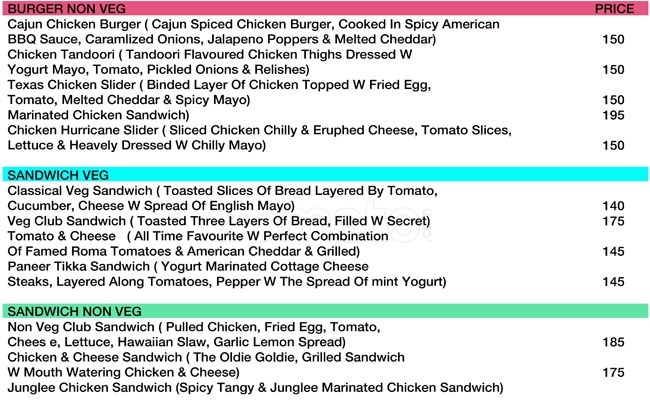 BURGER NON VEG PRICE
Cajun Chicken Burger ( Cajun Spiced Chicken Burger, Cooked In Spicy American
BBQ Sauce, Caramlized Onions, Jalapeno Poppers & Melted Cheddar) 150
Chicken Tandoori ( Tandoori Flavoured Chicken Thighs Dressed W
Yogurt Mayo, Tomato, Pickled Onions & Relishes) 150
Texas Chicken Slider ( Binded Layer Of Chicken Topped W Fried Egg,
Tomato, Melted Cheddar & Spicy Mayo) 150
Marinated Chicken Sandwich) 195
Chicken Hurricane Slider ( Sliced Chicken Chilly & Eruphed Cheese, Tomato Slices,
Lettuce & Heavely Dressed W Chilly Mayo) 150
SANDWICH VEG
Classical Veg Sandwich ( Toasted Slices Of Bread Layered By Tomato,
Cucumber, Cheese W Spread Of English Mayo) 140
Veg Club Sandwich ( Toasted Three Layers Of Bread, Filled W Secret) 175
Tomato & Cheese ( All Time Favourite W Perfect Combination
Of Famed Roma Tomatoes & American Cheddar & Grilled) 145
Paneer Tikka Sandwich ( Yogurt Marinated Cottage Cheese
Steaks, Layered Along Tomatoes, Pepper W The Spread Of mint Yogurt) 145
SANDWICH NON VEG
Non Veg Club Sandwich ( Pulled Chicken, Fried Egg, Tomato,
Chees e, Lettuce, Hawaiian Slaw, Garlic Lemon Spread) 185
Chicken & Cheese Sandwich ( The Oldie Goldie, Grilled Sandwich
W Mouth Watering Chicken & Cheese) 175
Junglee Chicken Sandwich (Spicy Tangy & Junglee Marinated Chicken Sandwich)